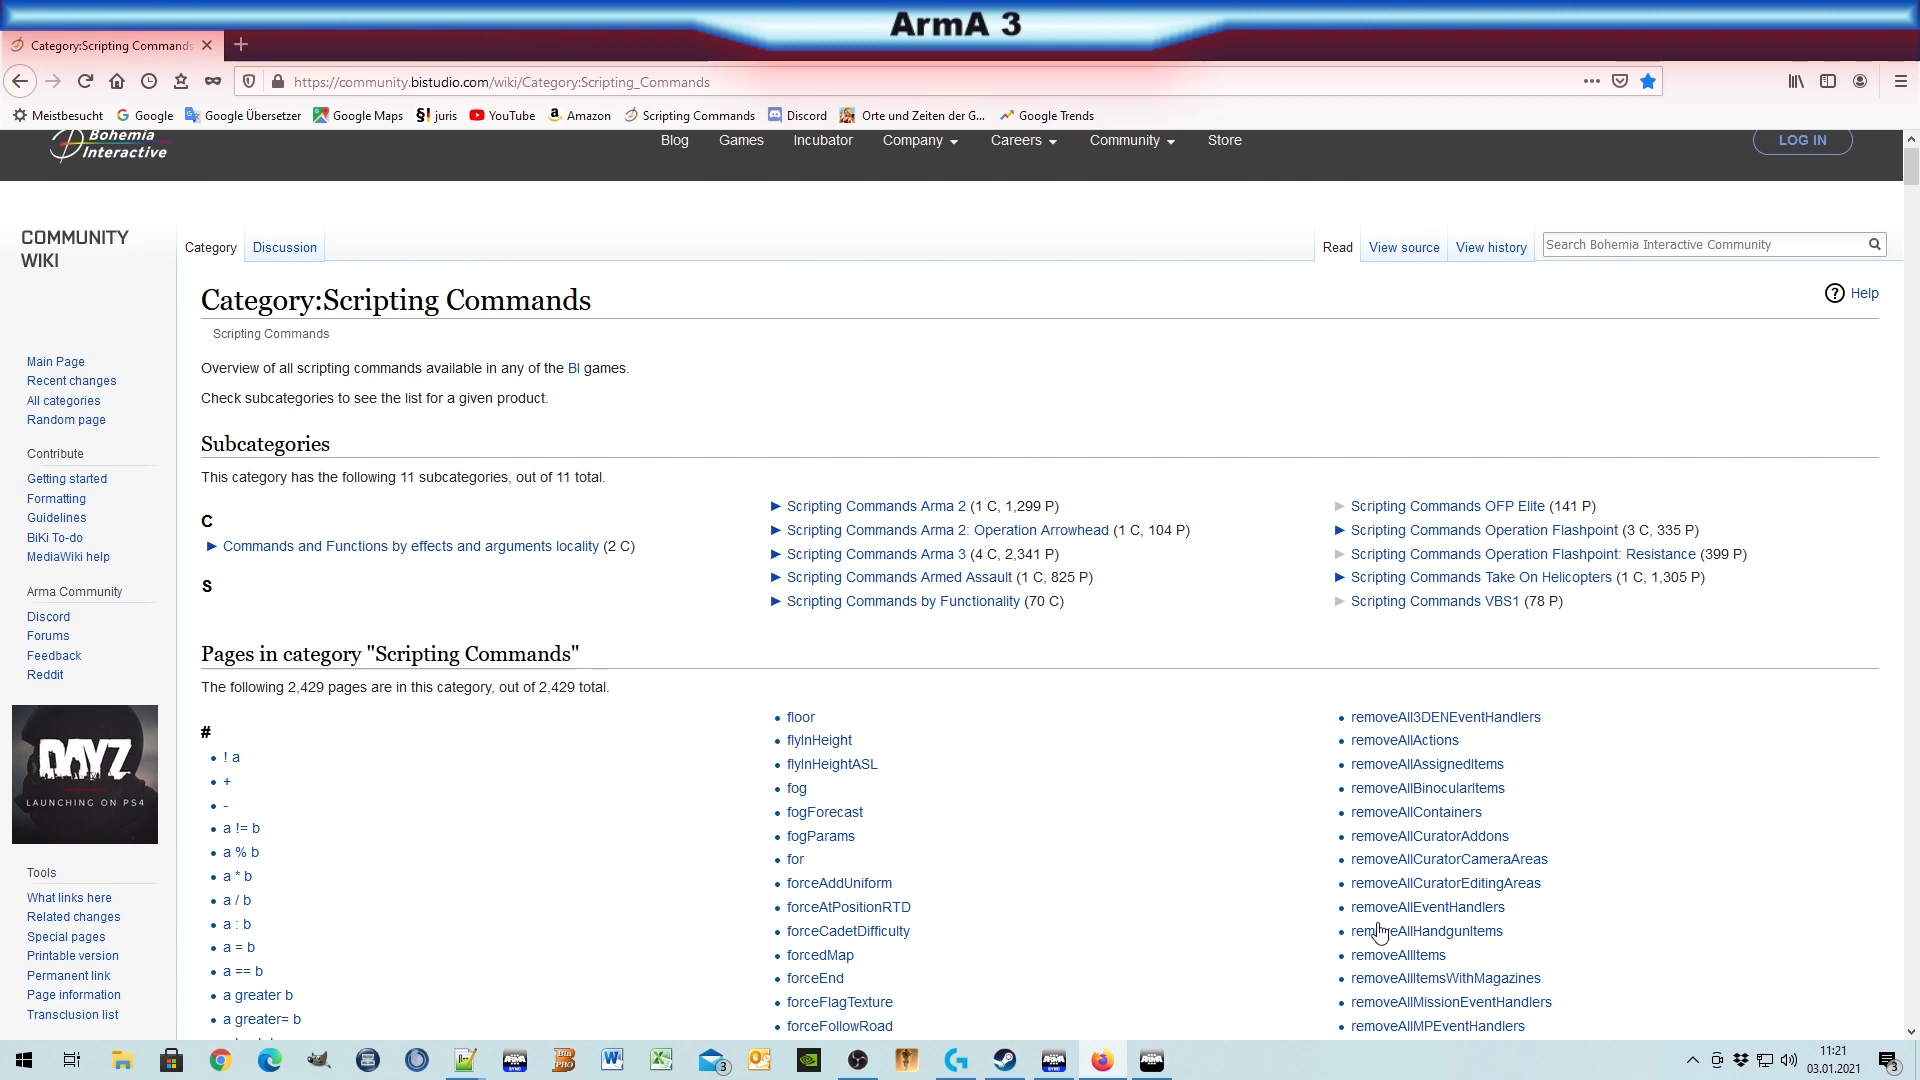 ArmA 3
Category:Scripting Commands
https://community.bistudio.com/wiki/Category:Scripting_Commands
Meistbesucht Google Google Übersetzer Google Maps §! juris YouTube Amazon Scripting Commands Discord Orte und Zeiten der G... Google Trends
Bohemia
Interactive
Blog Games Incubator Company Careers Community Store LOG IN
COMMUNITY
WIKI
Category Discussion Read View source View history Search Bohemia Interactive Community
Category:Scripting Commands
Help
Scripting Commands
Overview of all scripting commands available in any of the BI games.
Check subcategories to see the list for a given product.
Subcategories
This category has the following 11 subcategories, out of 11 total.
C
Commands and Functions by effects and arguments locality (2 C)
S
Scripting Commands Arma 2 (1 C, 1,299 P)
Scripting Commands Arma 2: Operation Arrowhead (1 C, 104 P)
Scripting Commands Arma 3 (4 C, 2,341 P)
Scripting Commands Armed Assault (1 C, 825 P)
Scripting Commands by Functionality (70 C)
Scripting Commands OFP Elite (141 P)
Scripting Commands Operation Flashpoint (3 C, 335 P)
Scripting Commands Operation Flashpoint: Resistance (399 P)
Scripting Commands Take On Helicopters (1 C, 1,305 P)
Scripting Commands VBS1 (78 P)
Pages in category "Scripting Commands"
The following 2,429 pages are in this category, out of 2,429 total.
#
! a
+
-
a != b
a % b
a * b
a / b
a : b
a = b
a == b
a greater b
a greater= b
floor
flyInHeight
flyInHeightASL
fog
fogForecast
fogParams
for
forceAddUniform
forceAtPositionRTD
forceCadetDifficulty
forcedMap
forceEnd
forceFlagTexture
forceFollowRoad
removeAll3DENEventHandlers
removeAllActions
removeAllAssignedItems
removeAllBinocularItems
removeAllContainers
removeAllCuratorAddons
removeAllCuratorCameraAreas
removeAllCuratorEditingAreas
removeAllEventHandlers
removeAllHandgunItems
removeAllItems
removeAllItemsWithMagazines
removeAllMissionEventHandlers
removeAllMPEventHandlers
Main Page
Recent changes
All categories
Random page
Contribute
Getting started
Formatting
Guidelines
BiKi To-do
MediaWiki help
Arma Community
Discord
Forums
Feedback
Reddit
DAYZ
LAUNCHING ON PS4
Tools
What links here
Related changes
Special pages
Printable version
Permanent link
Page information
Transclusion list
11:21
03.01.2021
3
3